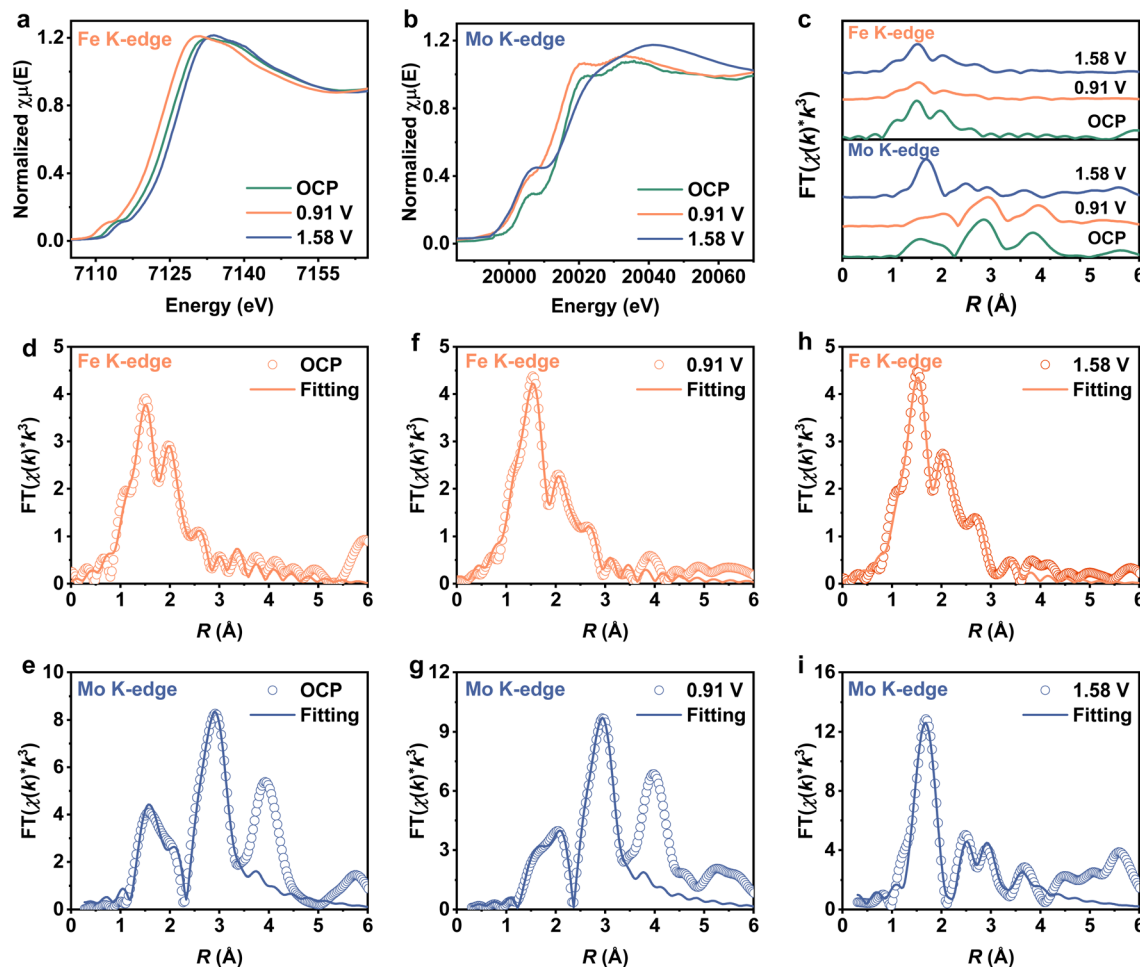 a
Fe K-edge
Normalized χμ(E)
1.2
0.8
0.4
0.0
OCP
0.91 V
1.58 V
7110 7125 7140 7155
Energy (eV)
b
Mo K-edge
Normalized χμ(E)
1.2
0.8
0.4
0.0
OCP
0.91 V
1.58 V
20000 20020 20040 20060
Energy (eV)
c
Fe K-edge
1.58 V
0.91 V
OCP
Mo K-edge
1.58 V
0.91 V
OCP
FT(χ(k)*k³)
0 1 2 3 4 5 6
R (Å)
d
Fe K-edge
OCP
Fitting
FT(χ(k)*k³)
5
4
3
2
1
0
0 1 2 3 4 5 6
R (Å)
f
Fe K-edge
0.91 V
Fitting
FT(χ(k)*k³)
5
4
3
2
1
0
0 1 2 3 4 5 6
R (Å)
h
Fe K-edge
1.58 V
Fitting
FT(χ(k)*k³)
5
4
3
2
1
0
0 1 2 3 4 5 6
R (Å)
e
Mo K-edge
OCP
Fitting
FT(χ(k)*k³)
10
8
6
4
2
0
0 1 2 3 4 5 6
R (Å)
g
Mo K-edge
0.91 V
Fitting
FT(χ(k)*k³)
12
9
6
3
0
0 1 2 3 4 5 6
R (Å)
i
Mo K-edge
1.58 V
Fitting
FT(χ(k)*k³)
16
12
8
4
0
0 1 2 3 4 5 6
R (Å)